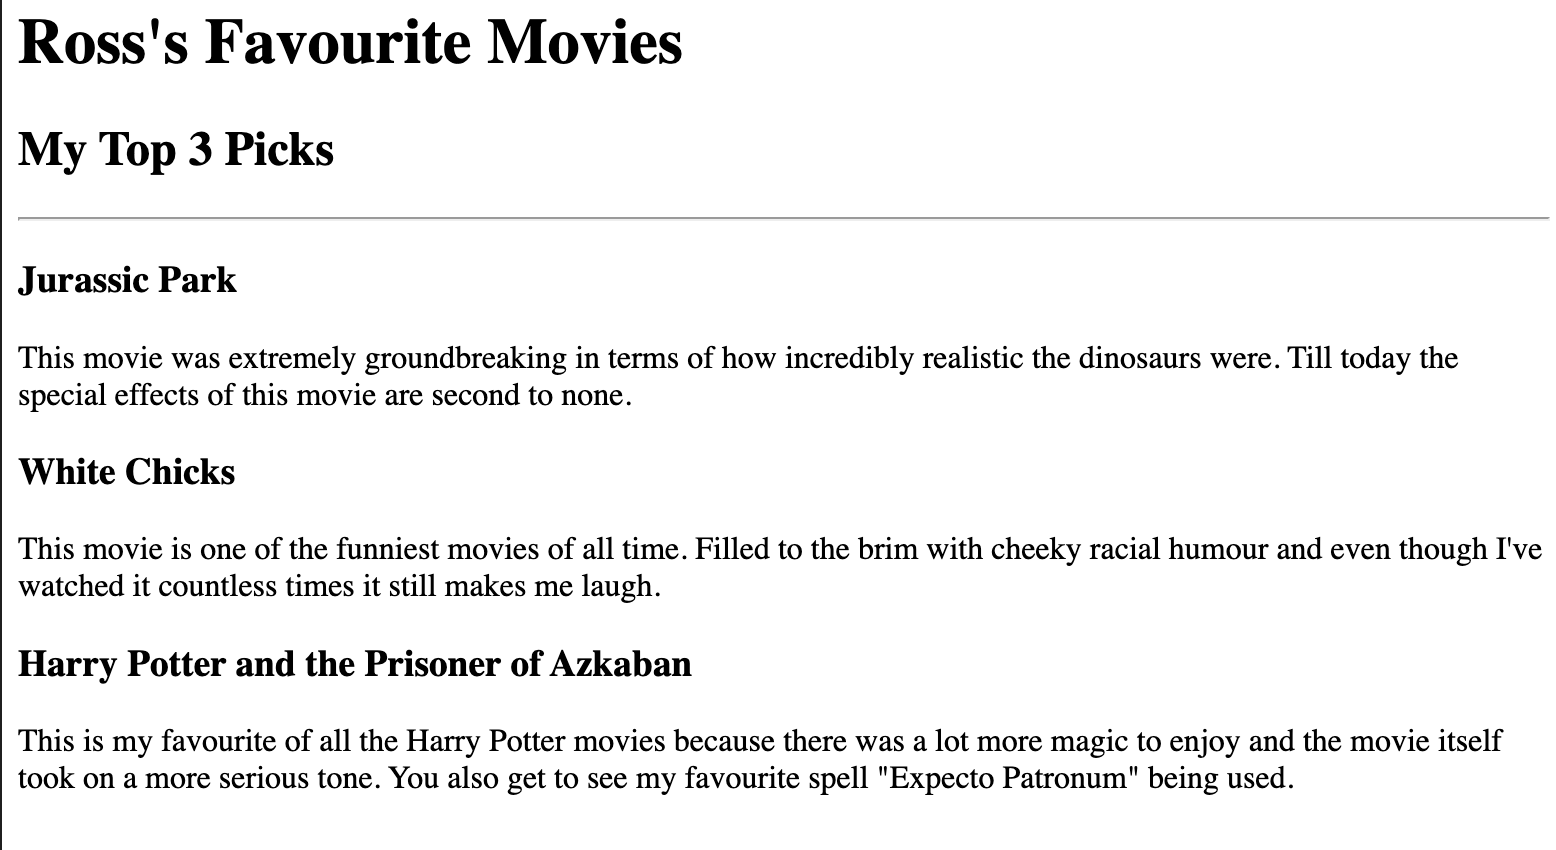 Ross's Favourite Movies
My Top 3 Picks
Jurassic Park
This movie was extremely groundbreaking in terms of how incredibly realistic the dinosaurs were. Till today the
special effects of this movie are second to none.
White Chicks
This movie is one of the funniest movies of all time. Filled to the brim with cheeky racial humour and even though I've
watched it countless times it still makes me laugh.
Harry Potter and the Prisoner of Azkaban
This is my favourite of all the Harry Potter movies because there was a lot more magic to enjoy and the movie itself
took on a more serious tone. You also get to see my favourite spell "Expecto Patronum" being used.